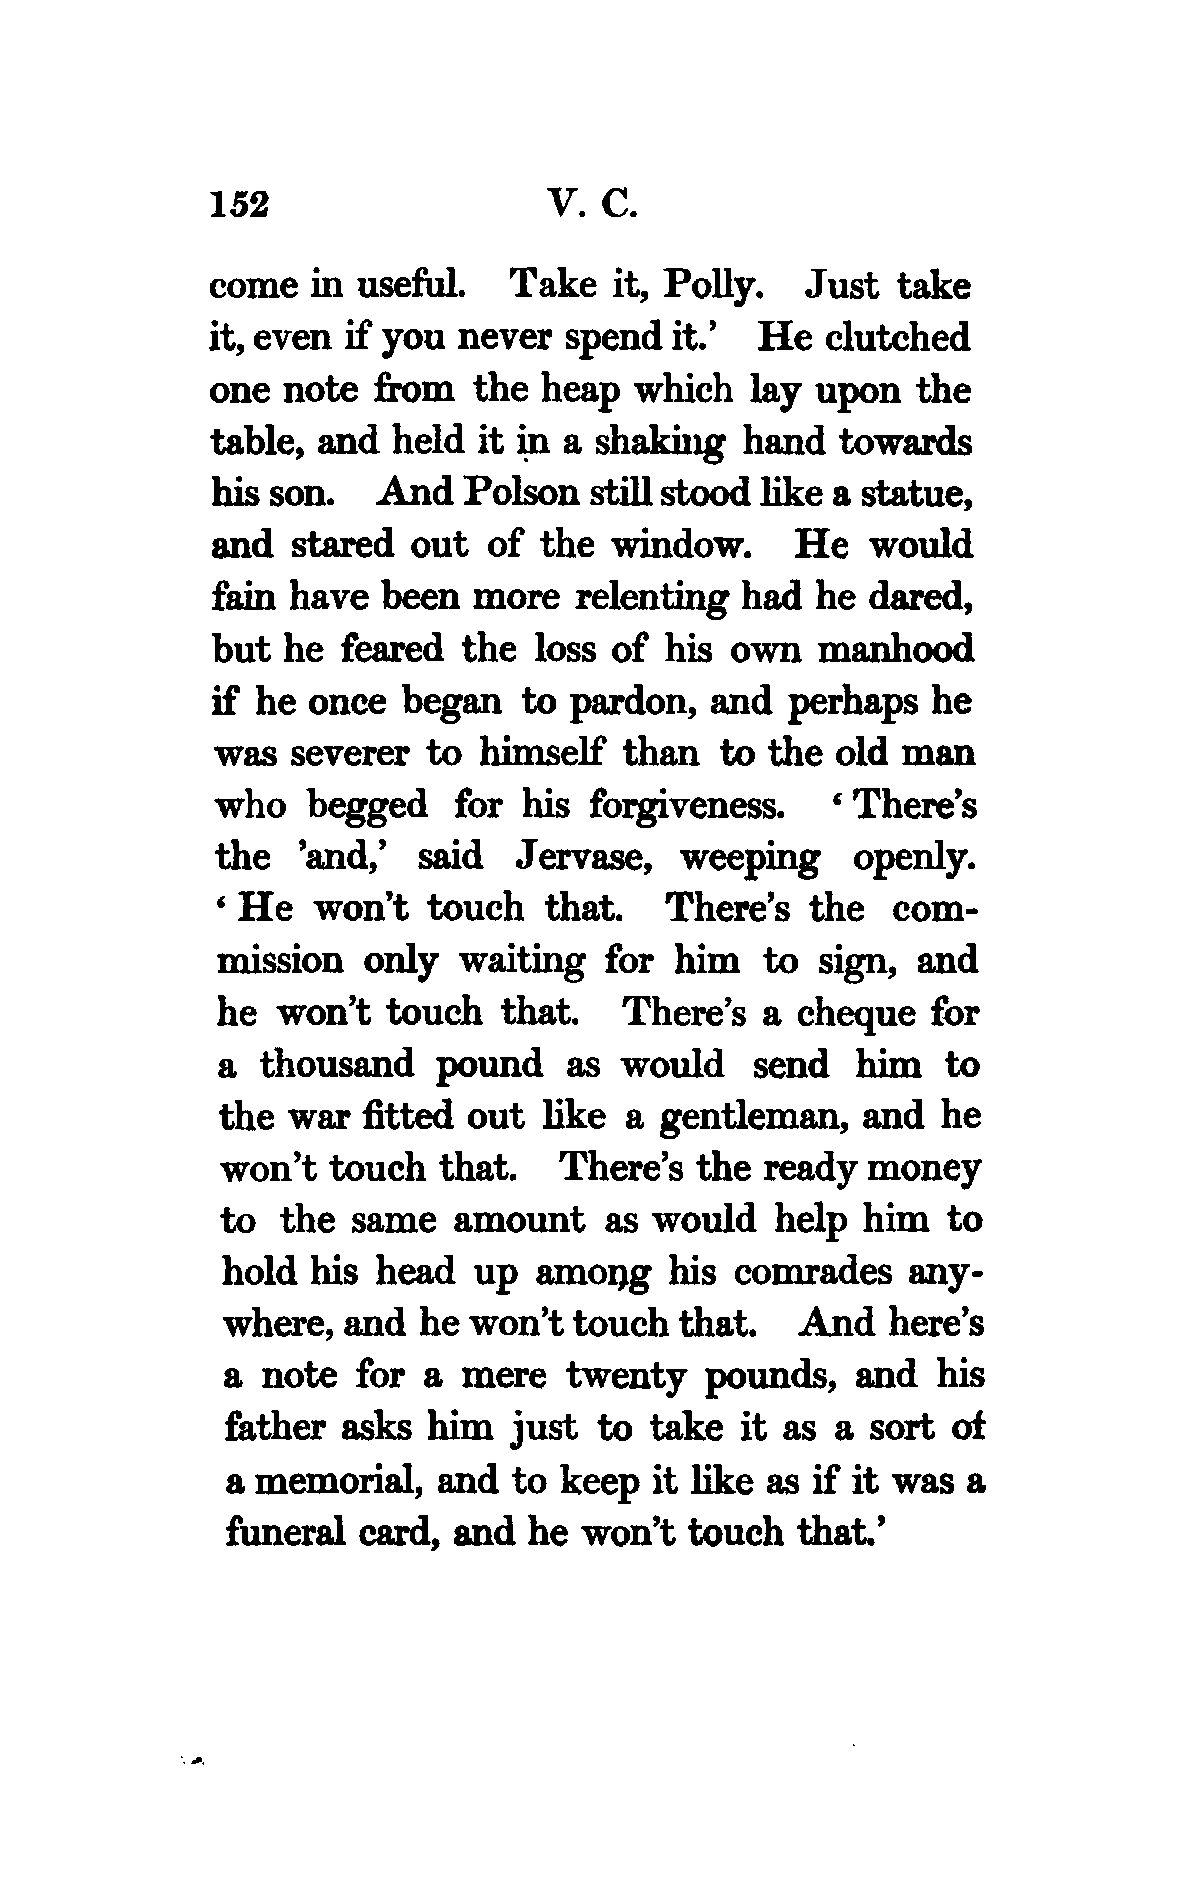 152 V. C.
come in useful. Take it, Polly. Just take
it, even if you never spend it.’ He clutched
one note from the heap which lay upon the
table, and held it in a shaking hand towards
his son. And Polson still stood like a statue,
and stared out of the window. He would
fain have been more relenting had he dared,
but he feared the loss of his own manhood
if he once began to pardon, and perhaps he
was severer to himself than to the old man
who begged for his forgiveness. ‘ There’s
the ’and,’ said Jervase, weeping openly.
‘ He won’t touch that. There’s the com-
mission only waiting for him to sign, and
he won’t touch that. There’s a cheque for
a thousand pound as would send him to
the war fitted out like a gentleman, and he
won’t touch that. There’s the ready money
to the same amount as would help him to
hold his head up among his comrades any-
where, and he won’t touch that. And here’s
a note for a mere twenty pounds, and his
father asks him just to take it as a sort of
a memorial, and to keep it like as if it was a
funeral card, and he won’t touch that.’